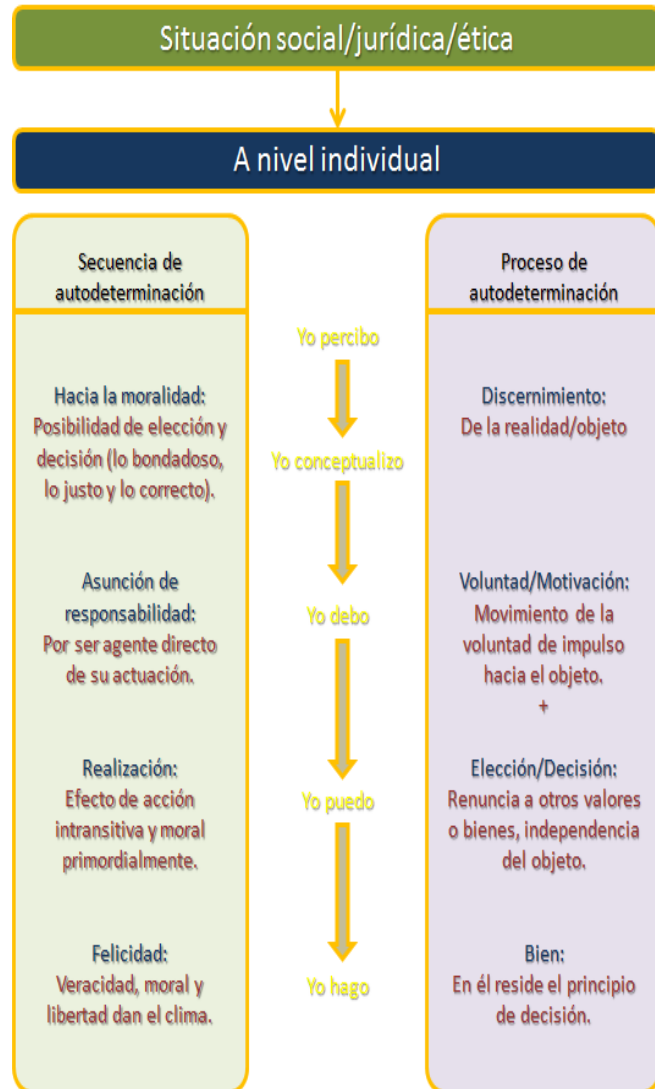 Situación social/jurídica/ética
A nivel individual
Secuencia de
autodeterminación
Hacia la moralidad:
Posibilidad de elección y
decisión (lo bondadoso,
lo justo y lo correcto).
Asunción de
responsabilidad:
Por ser agente directo
de su actuación.
Realización:
Efecto de acción
intransitiva y moral
primordialmente.
Felicidad:
Veracidad, moral y
libertad dan el clima.
Yo percibo
Yo conceptualizo
Yo debo
Yo puedo
Yo hago
Proceso de
autodeterminación
Discernimiento:
De la realidad/objeto
Voluntad/Motivación:
Movimiento de la
voluntad de impulso
hacia el objeto.
+
Elección/Decisión:
Renuncia a otros valores
o bienes, independencia
del objeto.
Bien:
En él reside el principio
de decisión.